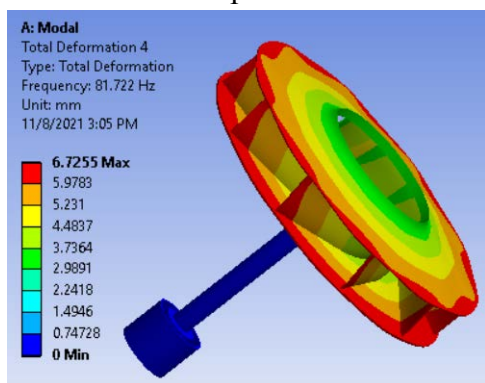 A: Modal
Total Deformation 4
Type: Total Deformation
Frequency: 81.722 Hz
Unit: mm
11/8/2021 3:05 PM
6.7255 Max
5.9783
5.231
4.4837
3.7364
2.9891
2.2418
1.4946
0.74728
0 Min